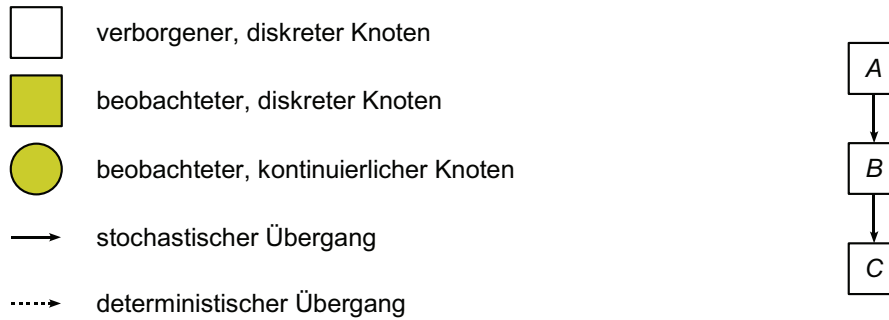 verborgener, diskreter Knoten
beobachteter, diskreter Knoten
beobachteter, kontinuierlicher Knoten
stochastischer Übergang
deterministischer Übergang
A
B
C